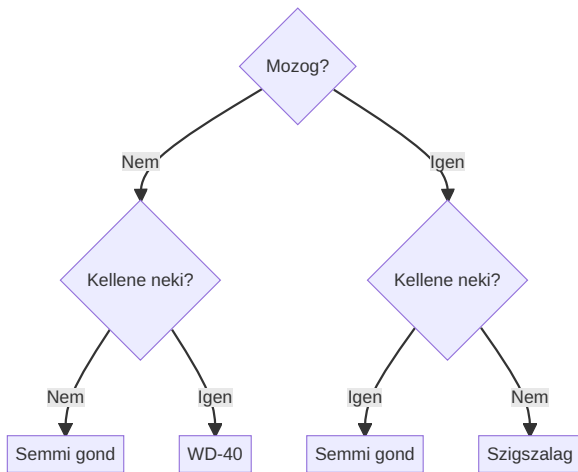 Mozog?
Nem
Igen
Kellene neki?
Kellene neki?
Nem
Igen
Igen
Nem
Semmi gond
WD-40
Semmi gond
Szigszalag